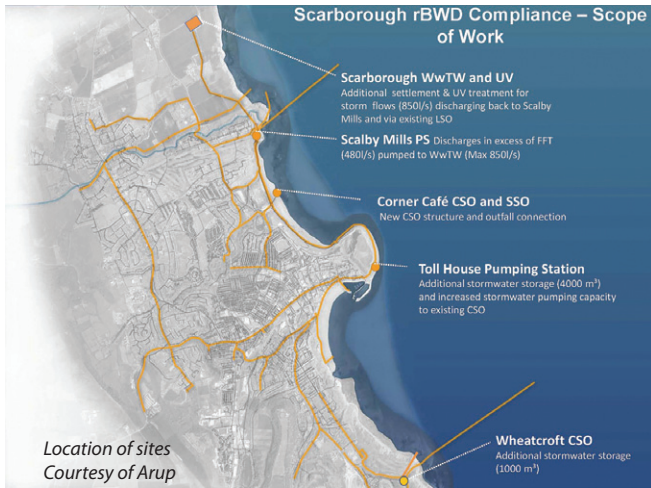 Scarborough rBWD Compliance – Scope
of Work
Scarborough WwTW and UV
Additional settlement & UV treatment for
storm flows (850l/s) discharging back to Scalby
Mills and via existing LSO
Scalby Mills PS Discharges in excess of FFT
(480l/s) pumped to WwTW (Max 850l/s)
Corner Café CSO and SSO
New CSO structure and outfall connection
Toll House Pumping Station
Additional stormwater storage (4000 m³)
and increased stormwater pumping capacity
to existing CSO
Wheatcroft CSO
Additional stormwater storage
(1000 m³)
Location of sites
Courtesy of Arup